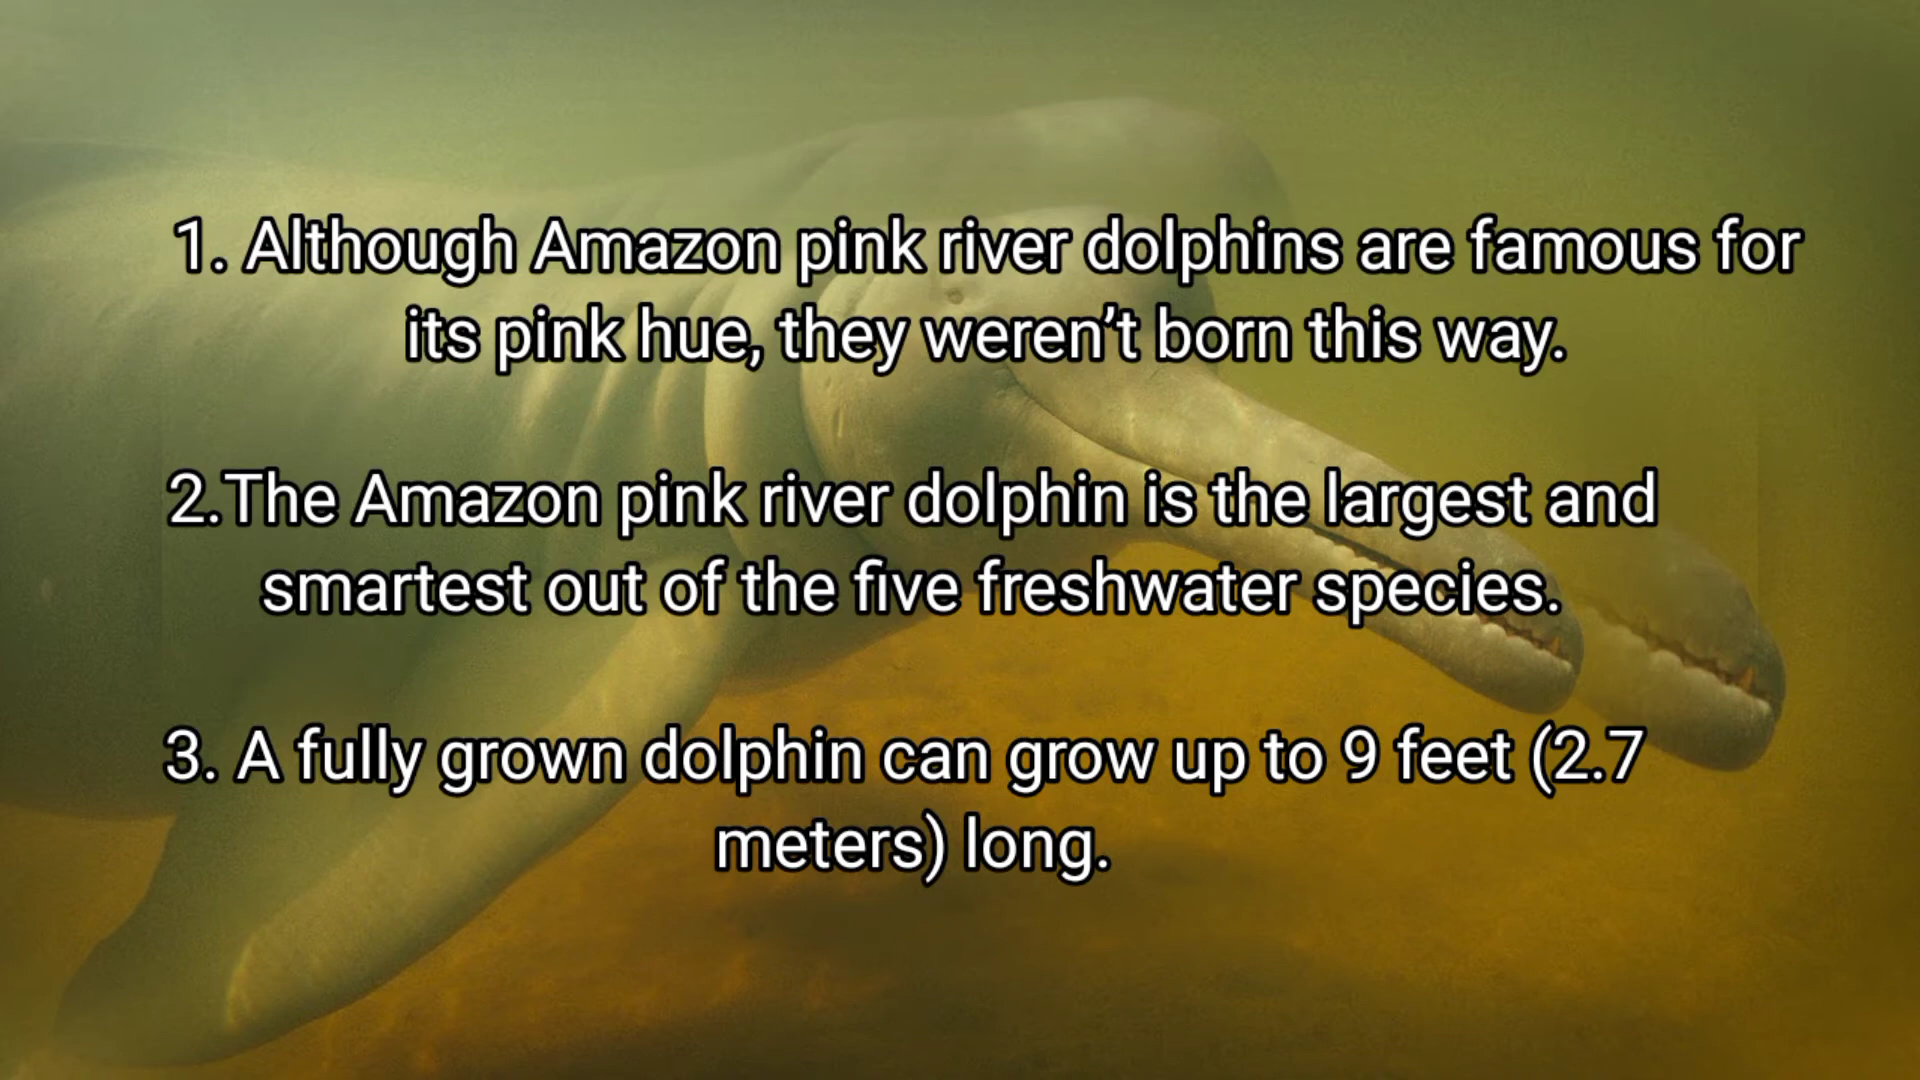 1. Although Amazon pink river dolphins are famous for
its pink hue, they weren’t born this way.
2.The Amazon pink river dolphin is the largest and
smartest out of the five freshwater species.
3. A fully grown dolphin can grow up to 9 feet (2.7
meters) long.